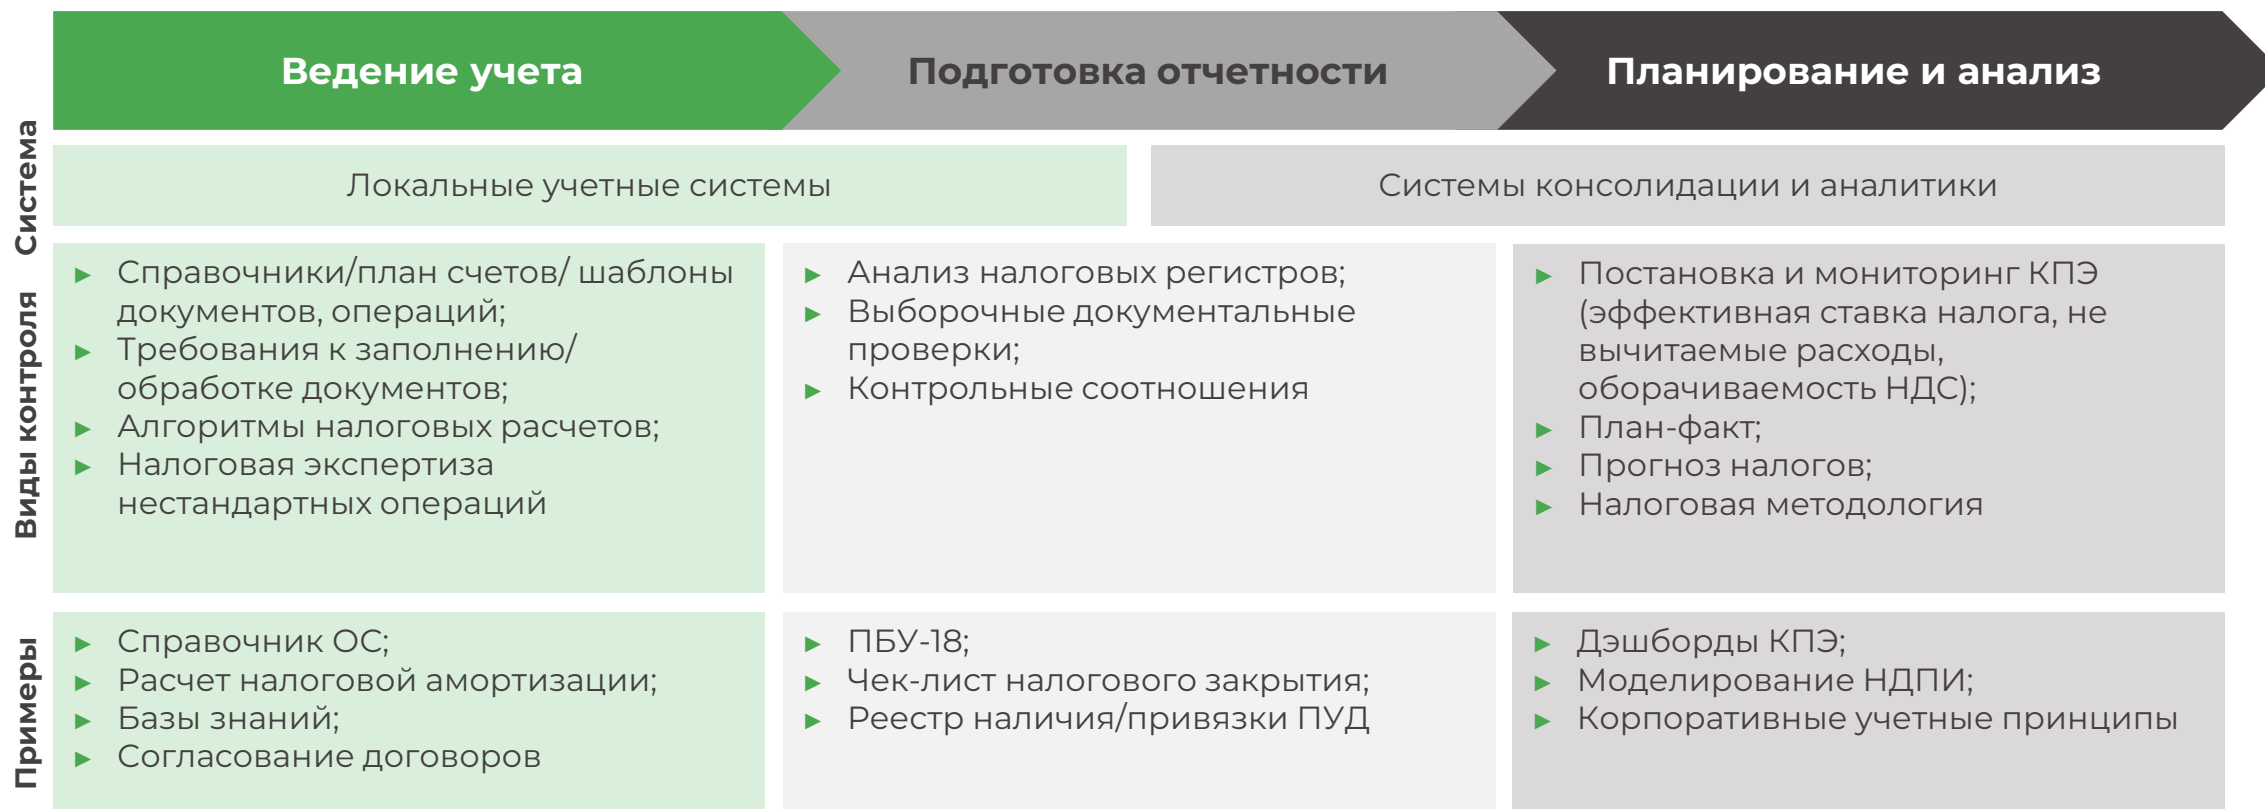 Ведение учета
Подготовка отчетности
Планирование и анализ
Система
Локальные учетные системы
Системы консолидации и аналитики
Виды контроля
► Справочники/план счетов/ шаблоны
документов, операций;
► Требования к заполнению/
обработке документов;
► Алгоритмы налоговых расчетов;
► Налоговая экспертиза
нестандартных операций
► Анализ налоговых регистров;
► Выборочные документальные
проверки;
► Контрольные соотношения
► Постановка и мониторинг КПЭ
(эффективная ставка налога, не
вычитаемые расходы,
оборачиваемость НДС);
► План-факт;
► Прогноз налогов;
► Налоговая методология
Примеры
► Справочник ОС;
► Расчет налоговой амортизации;
► Базы знаний;
► Согласование договоров
► ПБУ-18;
► Чек-лист налогового закрытия;
► Реестр наличия/привязки ПУД
► Дэшборды КПЭ;
► Моделирование НДПИ;
► Корпоративные учетные принципы